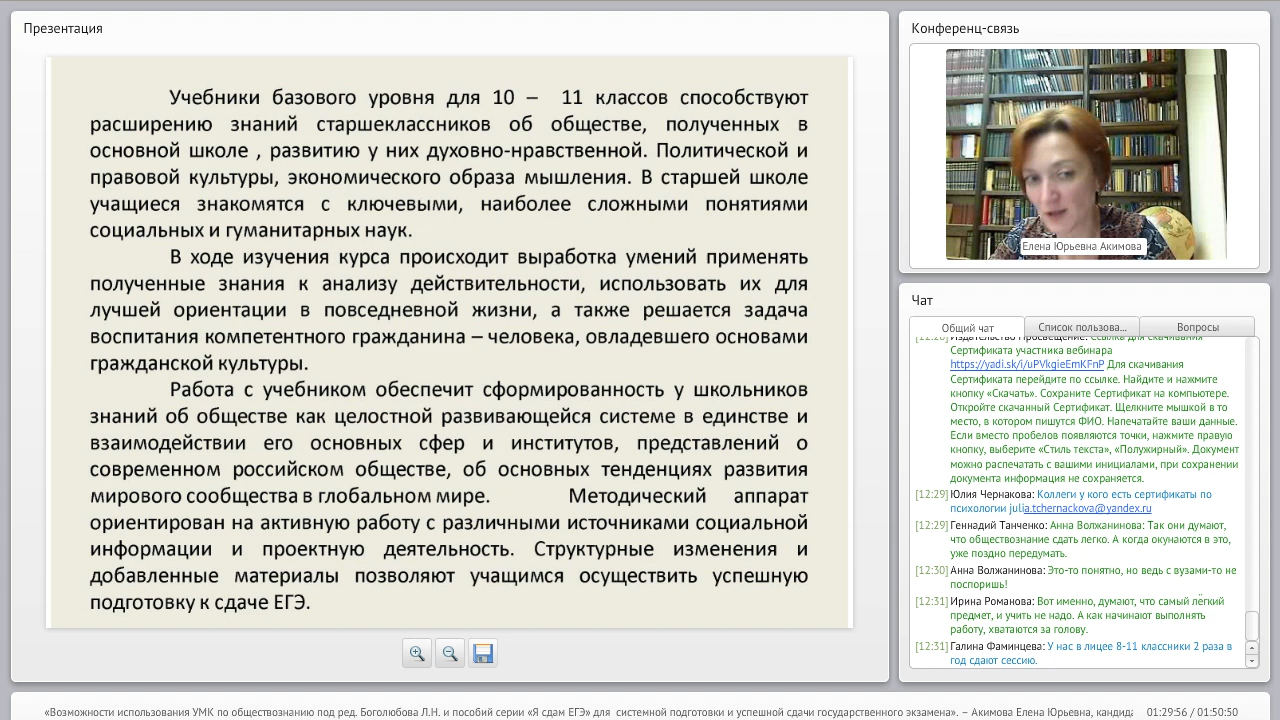 Презентация
Учебники базового уровня для 10 – 11 классов способствуют
расширению знаний старшеклассников об обществе, полученных в
основной школе , развитию у них духовно-нравственной. Политической и
правовой культуры, экономического образа мышления. В старшей школе
учащиеся знакомятся с ключевыми, наиболее сложными понятиями
социальных и гуманитарных наук.
В ходе изучения курса происходит выработка умений применять
полученные знания к анализу действительности, использовать их для
лучшей ориентации в повседневной жизни, а также решается задача
воспитания компетентного гражданина – человека, овладевшего основами
гражданской культуры.
Работа с учебником обеспечит сформированность у школьников
знаний об обществе как целостной развивающейся системе в единстве и
взаимодействии его основных сфер и институтов, представлений о
современном российском обществе, об основных тенденциях развития
мирового сообщества в глобальном мире. Методический аппарат
ориентирован на активную работу с различными источниками социальной
информации и проектную деятельность. Структурные изменения и
добавленные материалы позволяют учащимся осуществить успешную
подготовку к сдаче ЕГЭ.
Конференц-связь
Елена Юрьевна Акимова
Чат
Общий чат
Список пользова...
Вопросы
[12:28] Издательство Просвещение: Ссылка для скачивания
Сертификата участника вебинара
https://yadi.sk/i/uPVkgieEmKFnP Для скачивания
Сертификата перейдите по ссылке. Найдите и нажмите
кнопку «Скачать». Сохраните Сертификат на компьютере.
Откройте скачанный Сертификат. Щелкните мышкой в то
место, в котором пишутся ФИО. Напечатайте ваши данные.
Если вместо пробелов появляются точки, нажмите правую
кнопку, выберите «Стиль текста», «Полужирный». Документ
можно распечатать с вашими инициалами, при сохранении
документа информация не сохраняется.
[12:29] Юлия Чернакова: Коллеги у кого есть сертификаты по
психологии julia.tchernackova@yandex.ru
[12:29] Геннадий Танченко: Анна Волжанинова: Так они думают,
что обществознание сдать легко. А когда окунаются в это,
уже поздно передумать.
[12:30] Анна Волжанинова: Это-то понятно, но ведь с вузами-то не
поспоришь!
[12:31] Ирина Романова: Вот именно, думают, что самый лёгкий
предмет, и учить не надо. А как начинают выполнять
работу, хватаются за голову.
[12:31] Галина Фаминцева: У нас в лицее 8-11 классники 2 раза в
год сдают сессию.
«Возможности использования УМК по обществознанию под ред. Боголюбова Л.Н. и пособий серии «Я сдам ЕГЭ» для системной подготовки и успешной сдачи государственного экзамена». – Акимова Елена Юрьевна, кандида
01:29:56 / 01:50:50